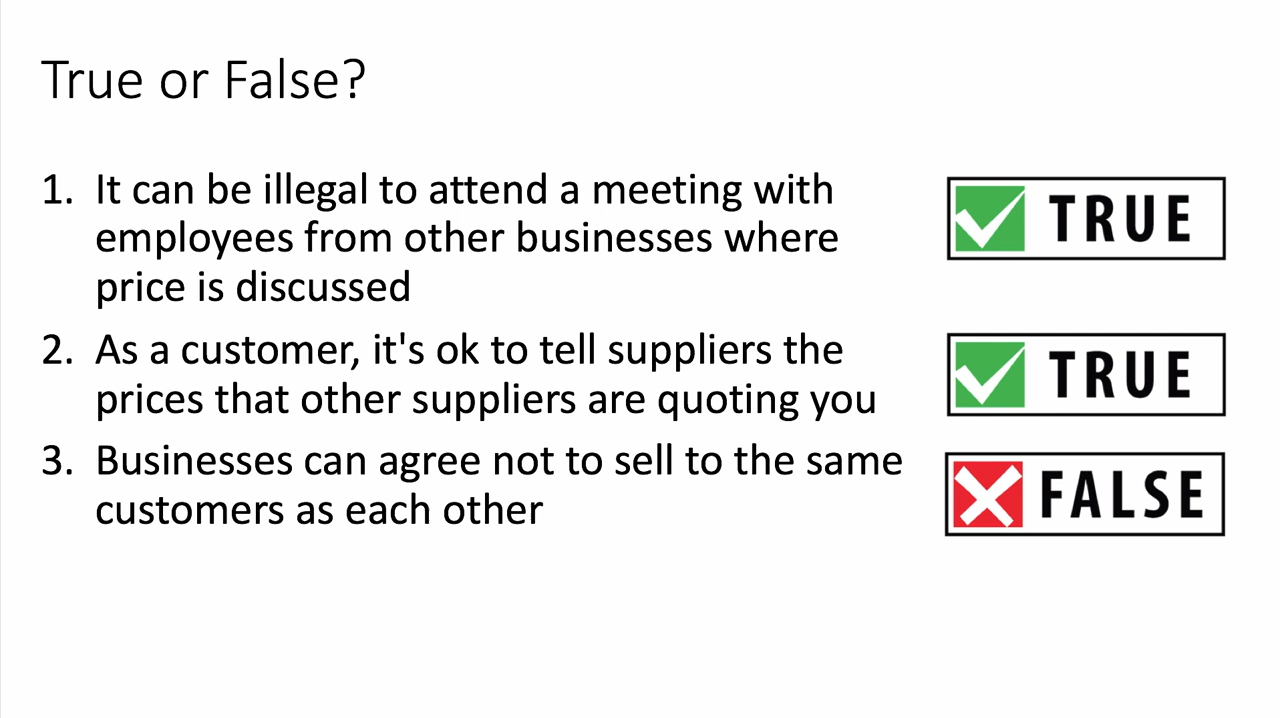 True or False?
1. It can be illegal to attend a meeting with
employees from other businesses where
price is discussed
TRUE
2. As a customer, it's ok to tell suppliers the
prices that other suppliers are quoting you
TRUE
3. Businesses can agree not to sell to the same
customers as each other
FALSE